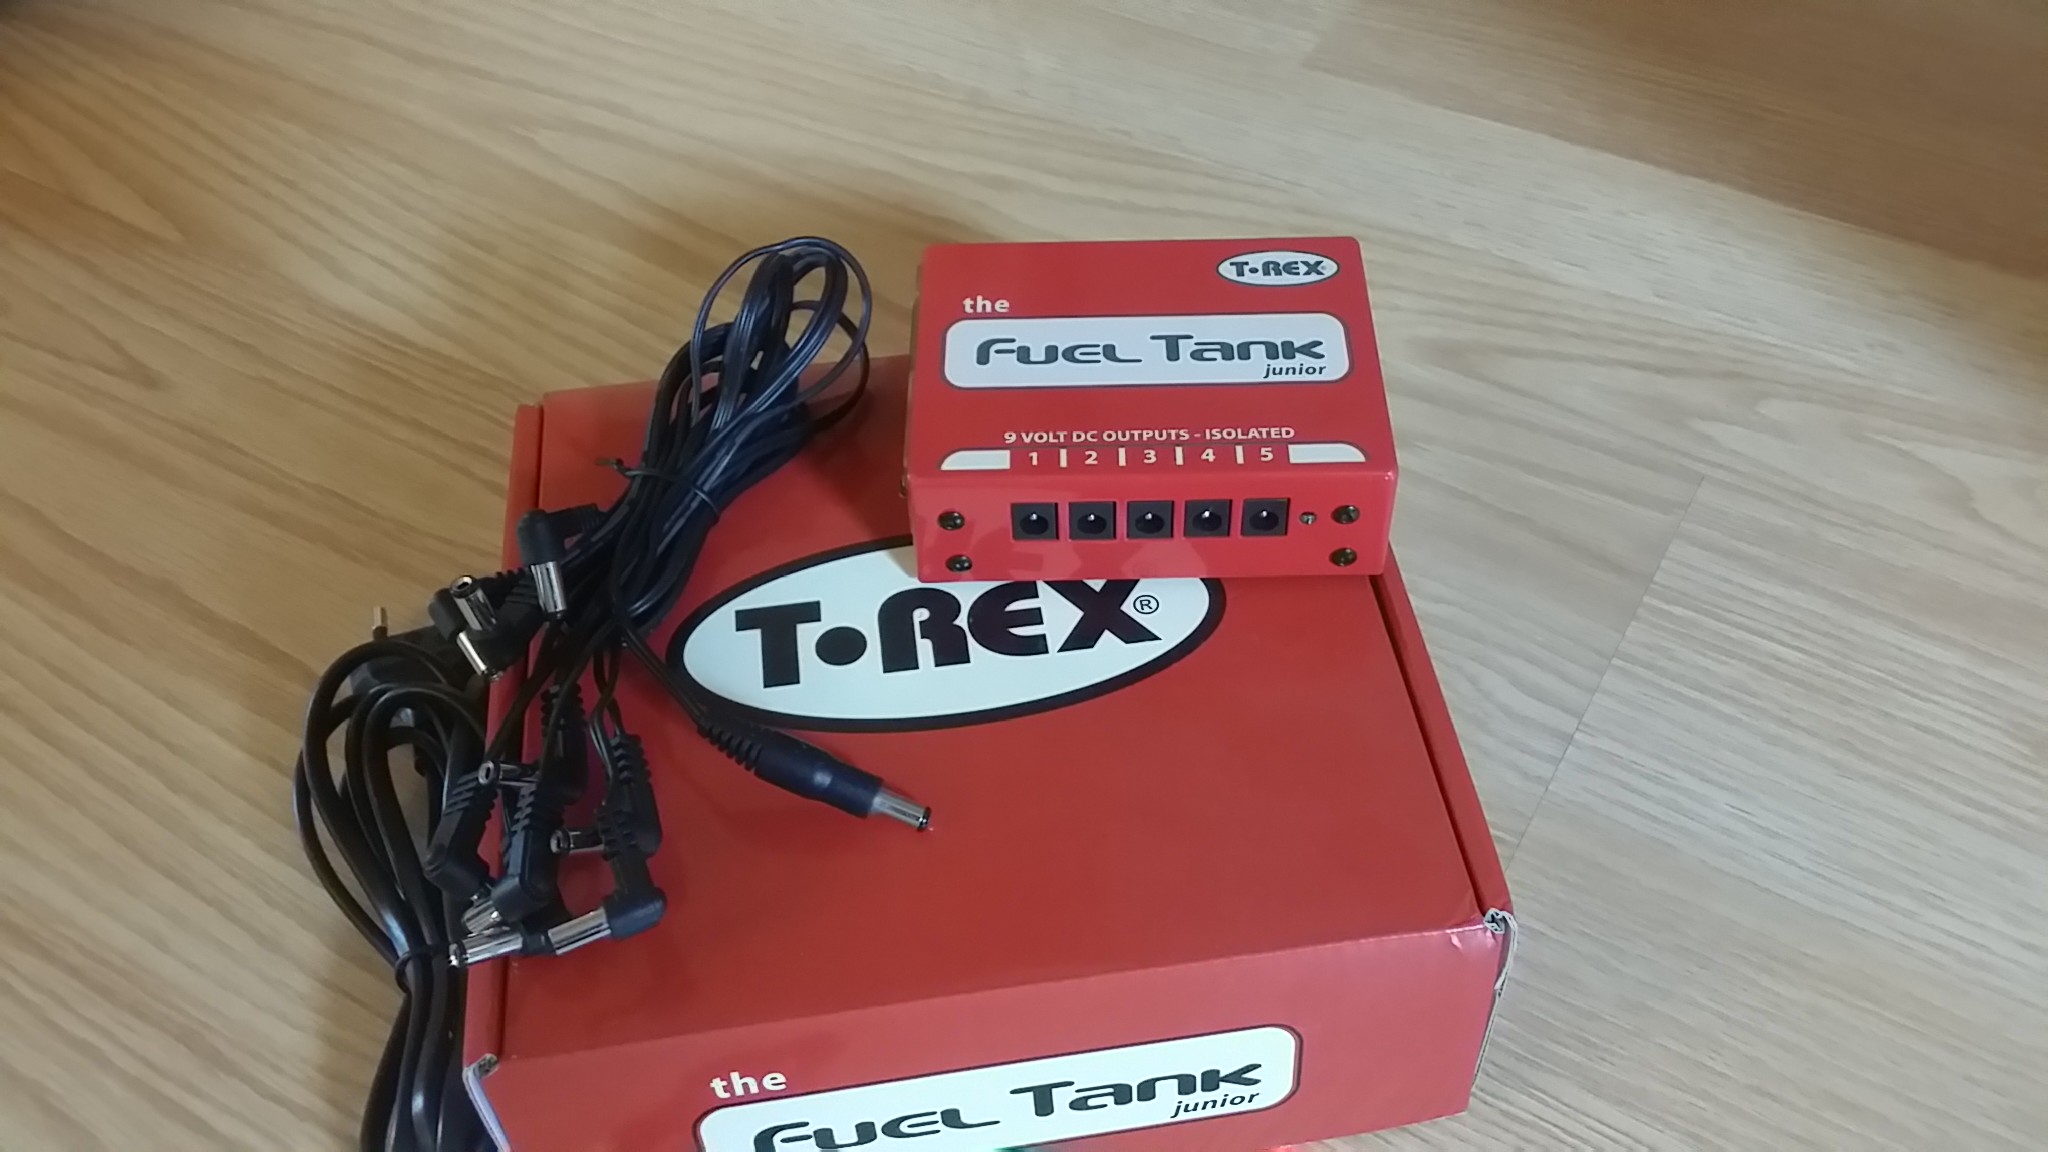 T•REX®
the
FUEL TANK
junior
9 VOLT DC OUTPUTS - ISOLATED
1 | 2 | 3 | 4 | 5
T•REX®
the
FUEL TANK
junior